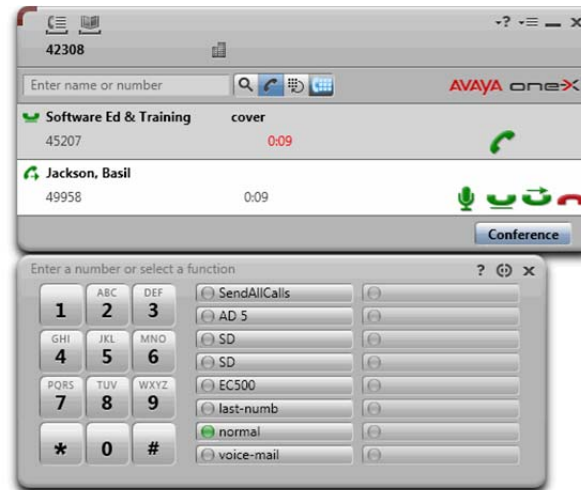 42308
Enter name or number
AVAYA one-X
Software Ed & Training cover
45207 0:09
Jackson, Basil
49958 0:09
Conference
Enter a number or select a function
1 ABC 2 DEF 3
GHI 4 JKL 5 MNO 6
PQRS 7 TUV 8 WXYZ 9
* 0 #
SendAllCalls
AD 5
SD
SD
EC500
last-numb
normal
voice-mail